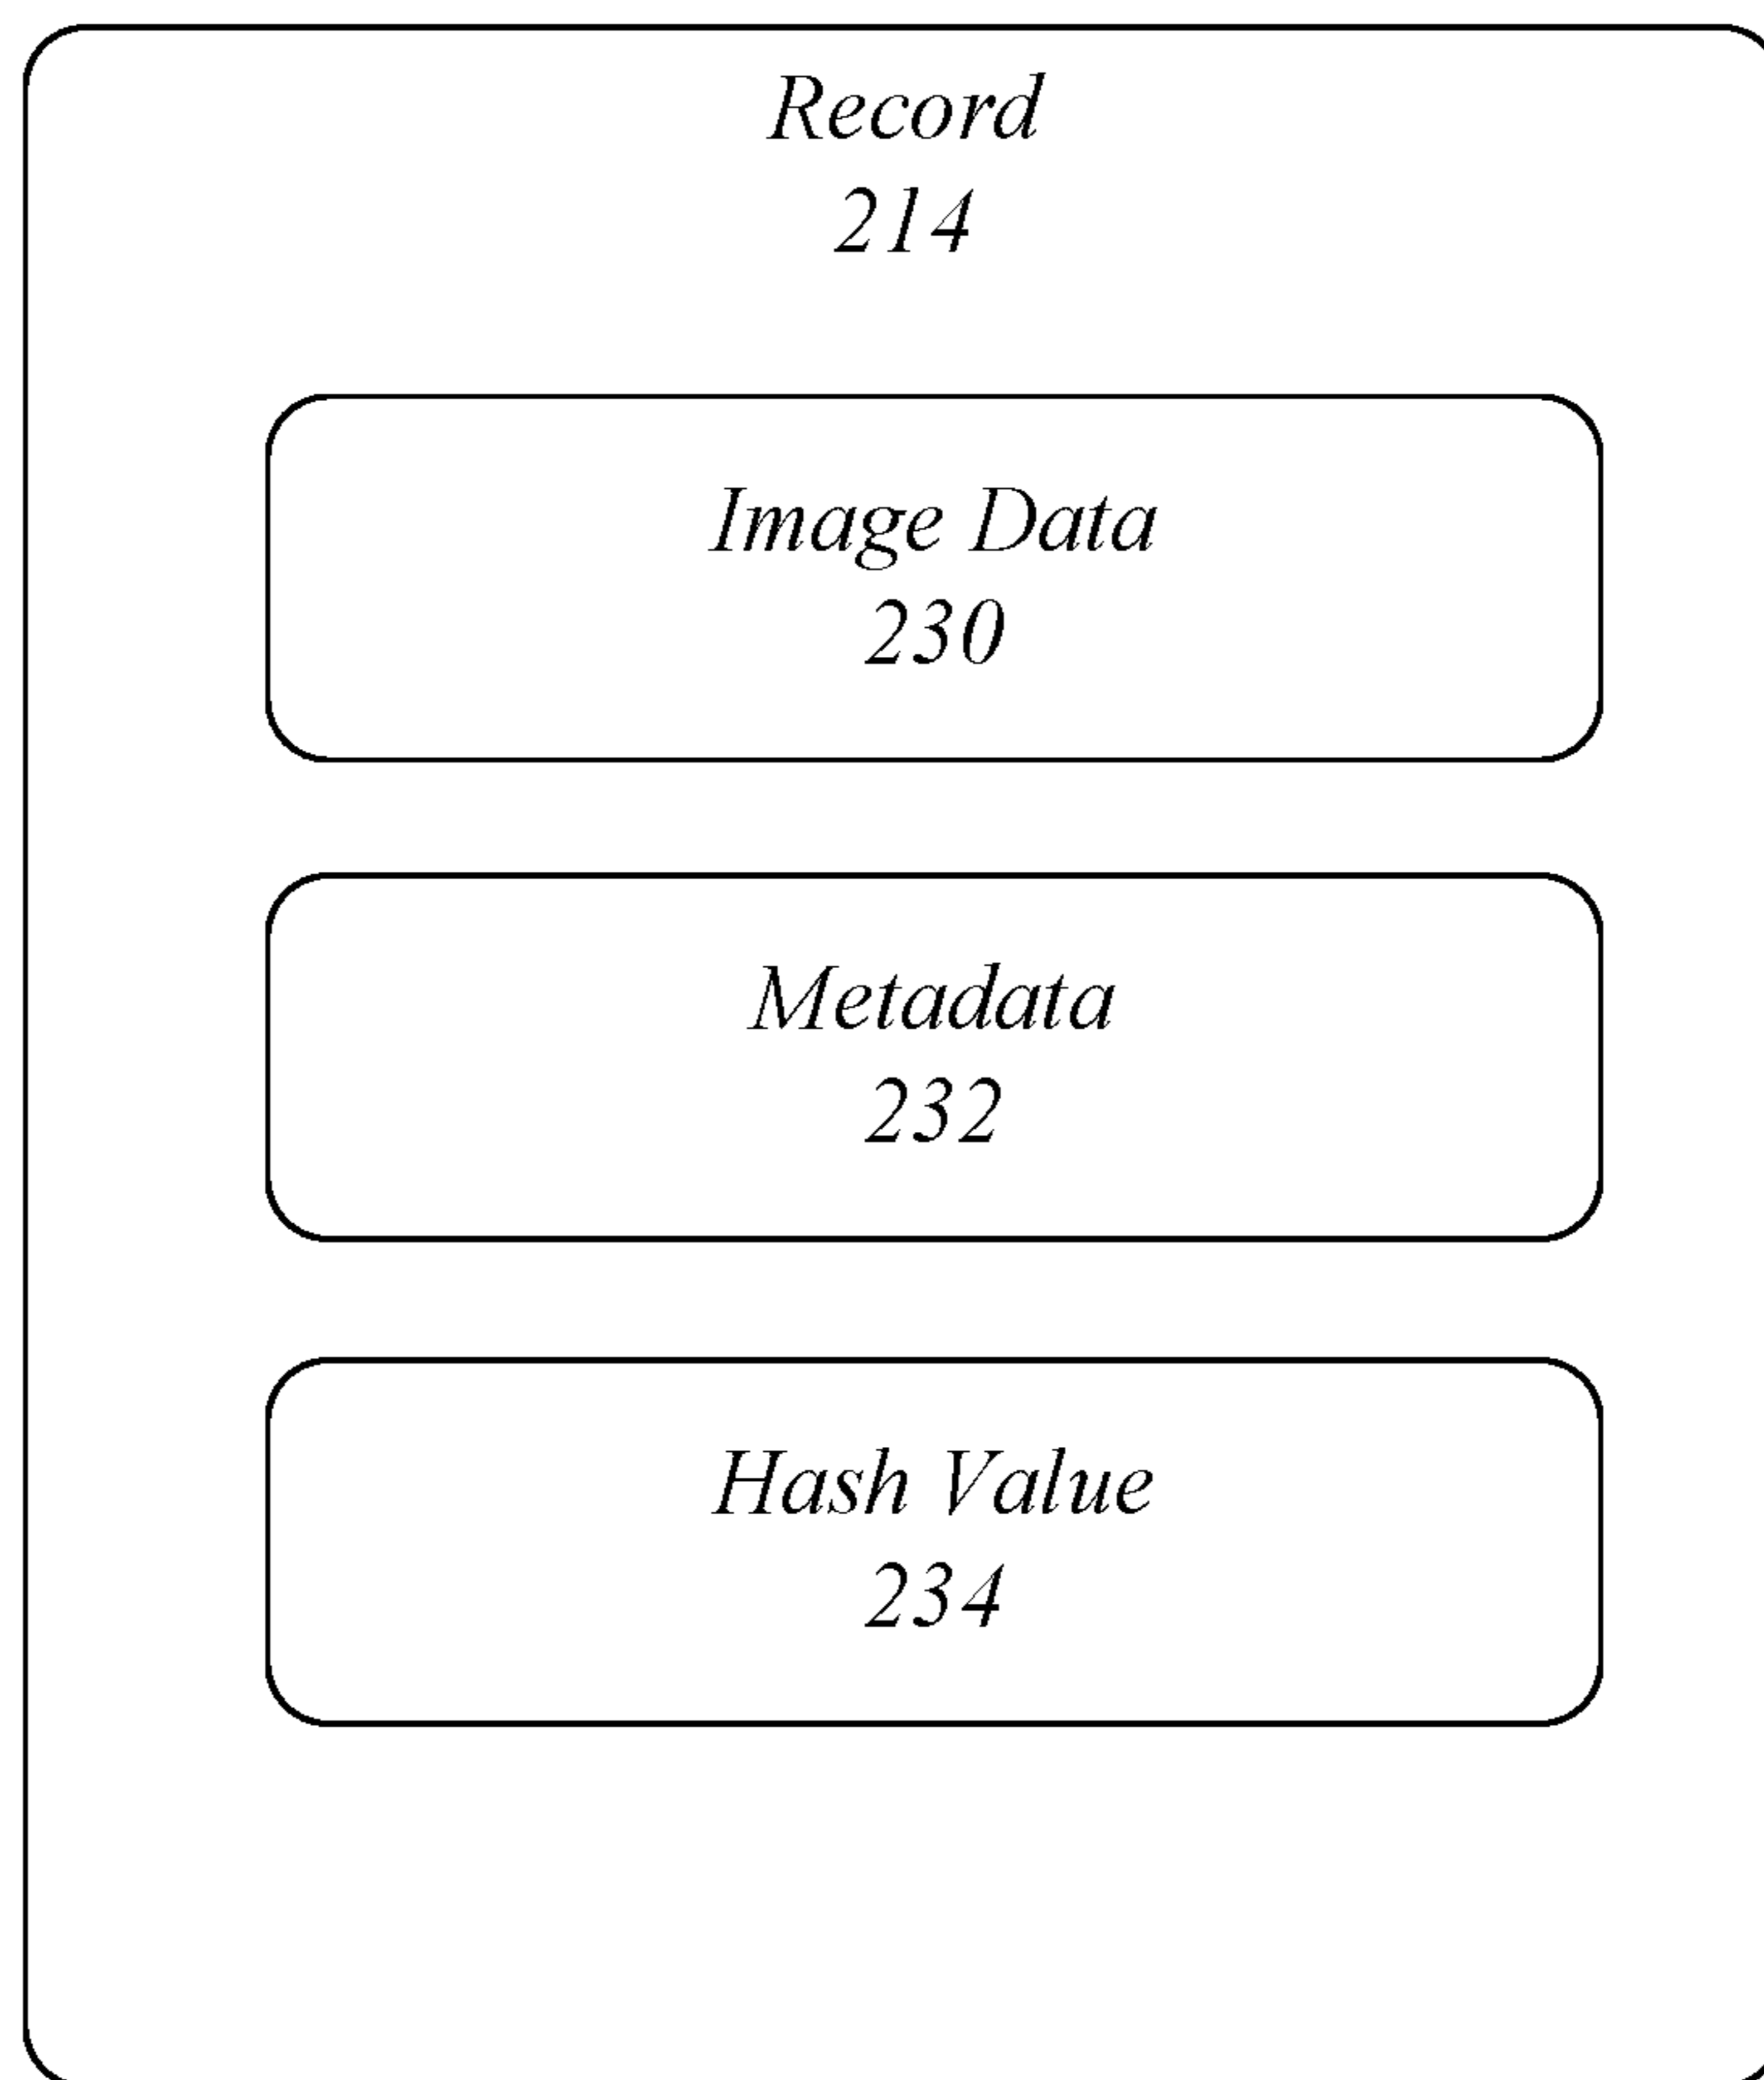 Record
214
Image Data
230
Metadata
232
Hash Value
234